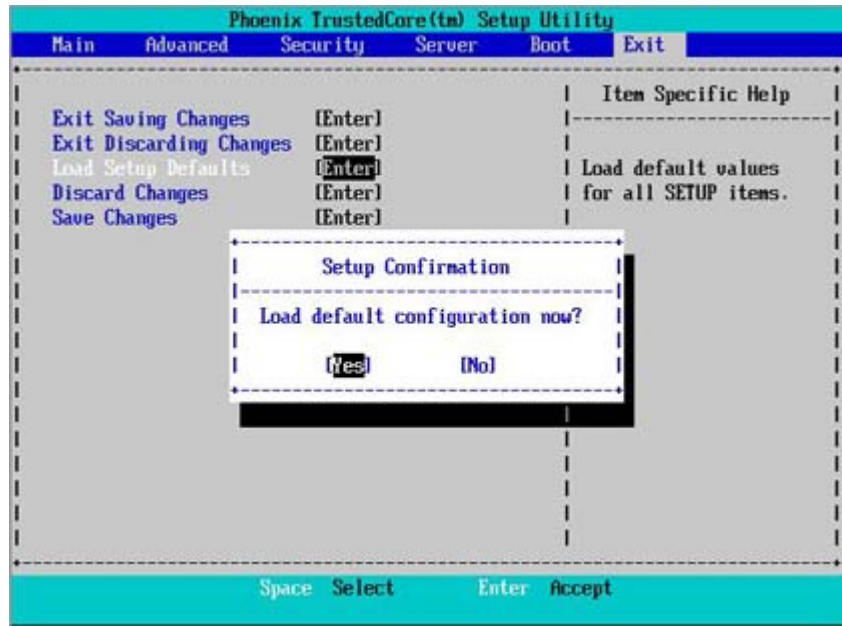 Phoenix TrustedCore(tm) Setup Utility
Main Advanced Security Server Boot Exit
Item Specific Help
Exit Saving Changes [Enter]
Exit Discarding Changes [Enter]
Load Setup Defaults [Enter]
Discard Changes [Enter]
Save Changes [Enter]
Load default values
for all SETUP items.
Setup Confirmation
Load default configuration now?
[Yes] [No]
Space Select Enter Accept